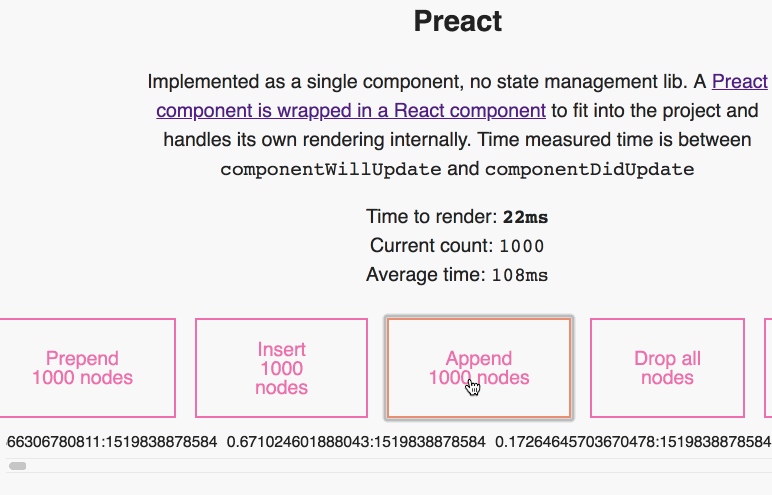 Preact
Implemented as a single component, no state management lib. A Preact
component is wrapped in a React component to fit into the project and
handles its own rendering internally. Time measured time is between
componentWillUpdate and componentDidUpdate
Time to render: 22ms
Current count: 1000
Average time: 108ms
Prepend
1000 nodes
Insert
1000
nodes
Append
1000 nodes
Drop all
nodes
66306780811:1519838878584 0.671024601888043:1519838878584 0.17264645703670478:1519838878584